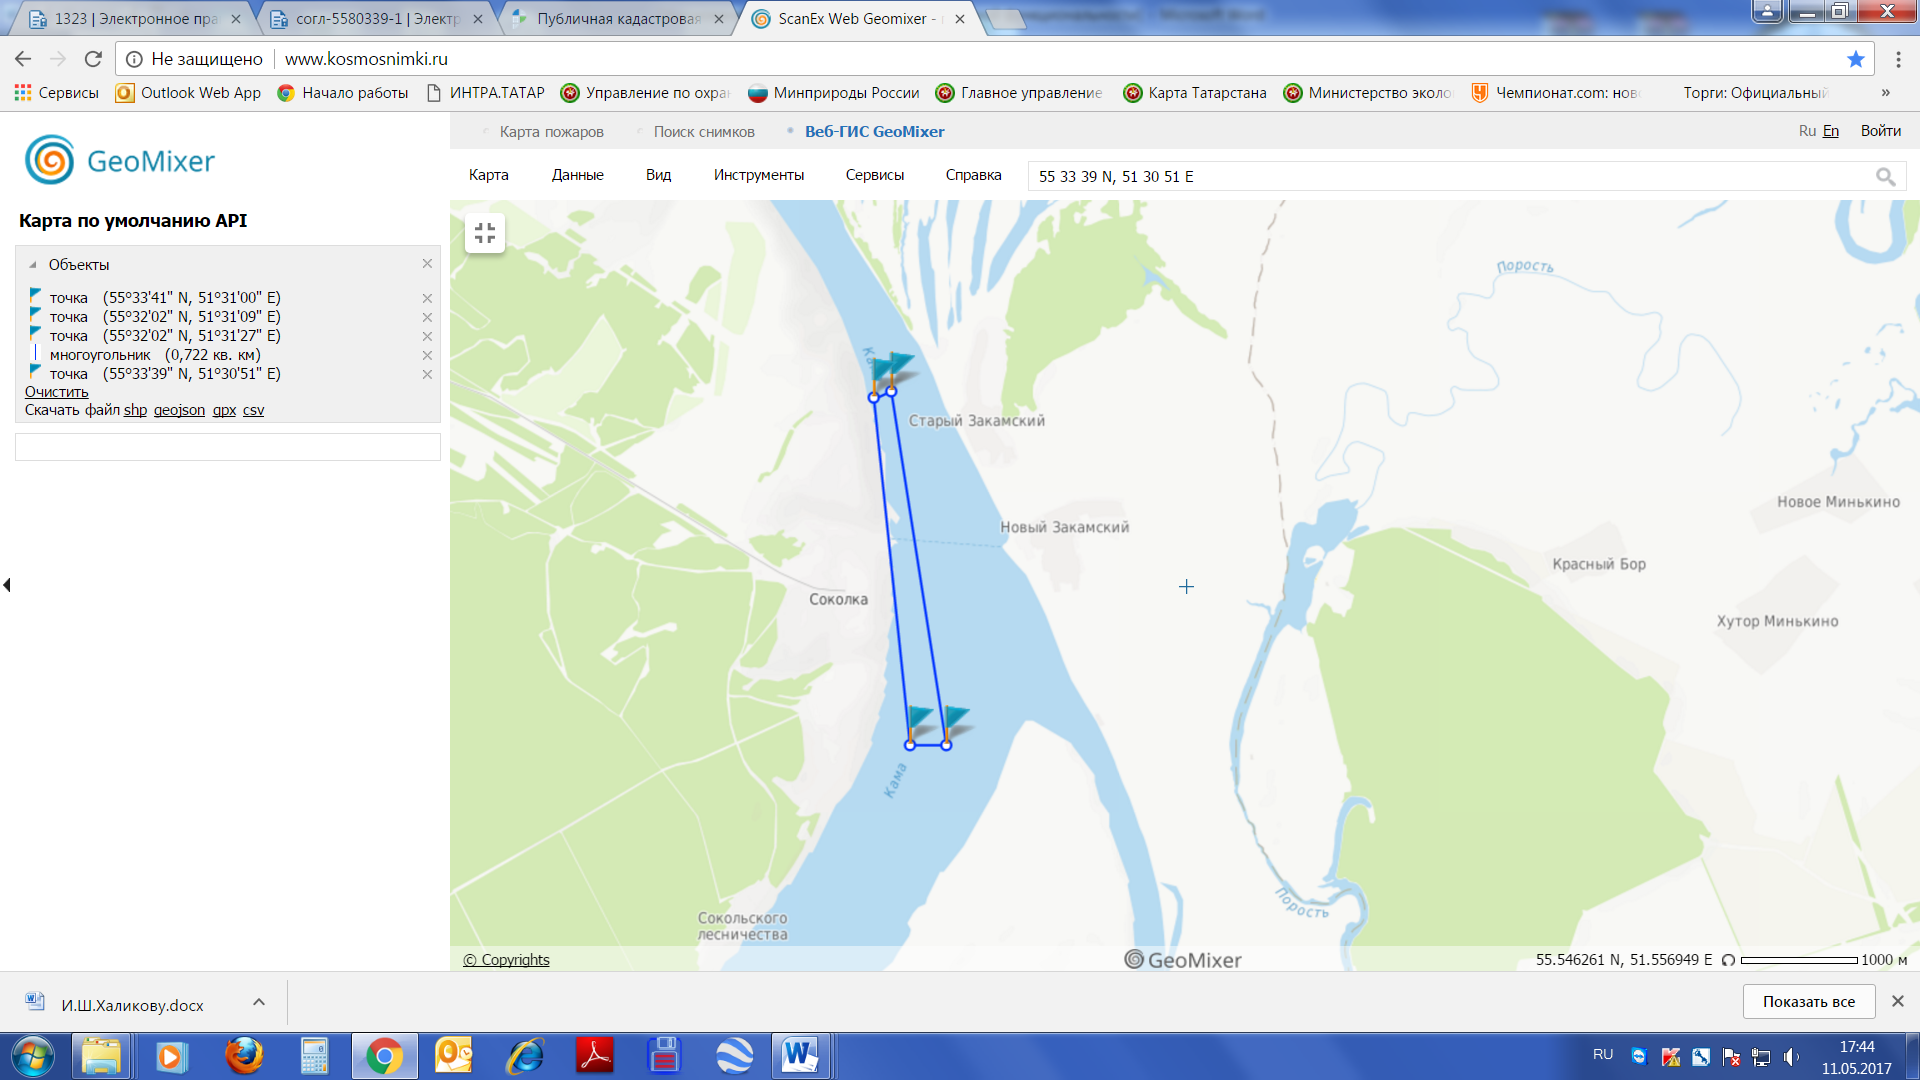 1323 | Электронное пра
согл-5580339-1 | Электр
Публичная кадастровая
ScanEx Web Geomixer -
Не защищено www.kosmosnimki.ru
Сервисы Outlook Web App Начало работы ИНТРА.ТАТАР Управление по охра Минприроды России Главное управление Карта Татарстана Министерство эколо Чемпионат.com: нов Торги: Официальный »
GeoMixer
Карта пожаров Поиск снимков Веб-ГИС GeoMixer Ru En Войти
Карта Данные Вид Инструменты Сервисы Справка 55 33 39 N, 51 30 51 E
Карта по умолчанию API
Объекты
точка (55°33'41" N, 51°31'00" E)
точка (55°32'02" N, 51°31'09" E)
точка (55°32'02" N, 51°31'27" E)
многоугольник (0,722 кв. км)
точка (55°33'39" N, 51°30'51" E)
Очистить
Скачать файл shp geojson gpx csv
Порость
Старый Закамский
Новое Минькино
Новый Закамский
Красный Бор
Соколка
Хутор Минькино
Кама
Порость
Сокольского
лесничества
© Copyrights GeoMixer 55.546261 N, 51.556949 E 1000 м
И.Ш.Халикову.docx Показать все
RU 17:44
11.05.2017